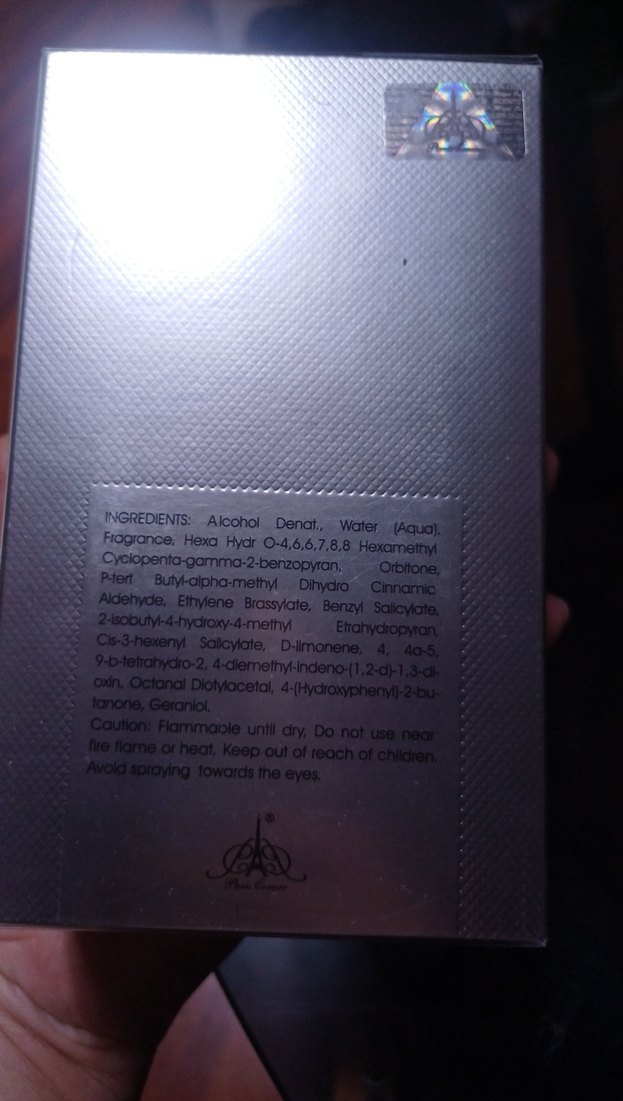 Paris Corner
INGREDIENTS: Alcohol Denat., Water (Aqua),
Fragrance, Hexa Hydr O-4,6,6,7,8,8 Hexamethyl
Cyclopenta-gamma-2-benzopyran, Orbitone,
P-tert Butyl-alpha-methyl Dihydro Cinnamic
Aldehyde, Ethylene Brassylate, Benzyl Salicylate,
2-isobutyl-4-hydroxy-4-methyl Etrahydropyran,
Cis-3-hexenyl Salicylate, D-limonene, 4, 4a-5,
9-b-tetrahydro-2, 4-diemethyl-Indeno-(1,2-d)-1,3-di-
oxin, Octanal Diotylacetal, 4-(Hydroxyphenyl)-2-bu-
tanone, Geraniol.
Caution: Flammable until dry, Do not use near
fire flame or heat, Keep out of reach of children.
Avoid spraying towards the eyes.
®
Paris Corner